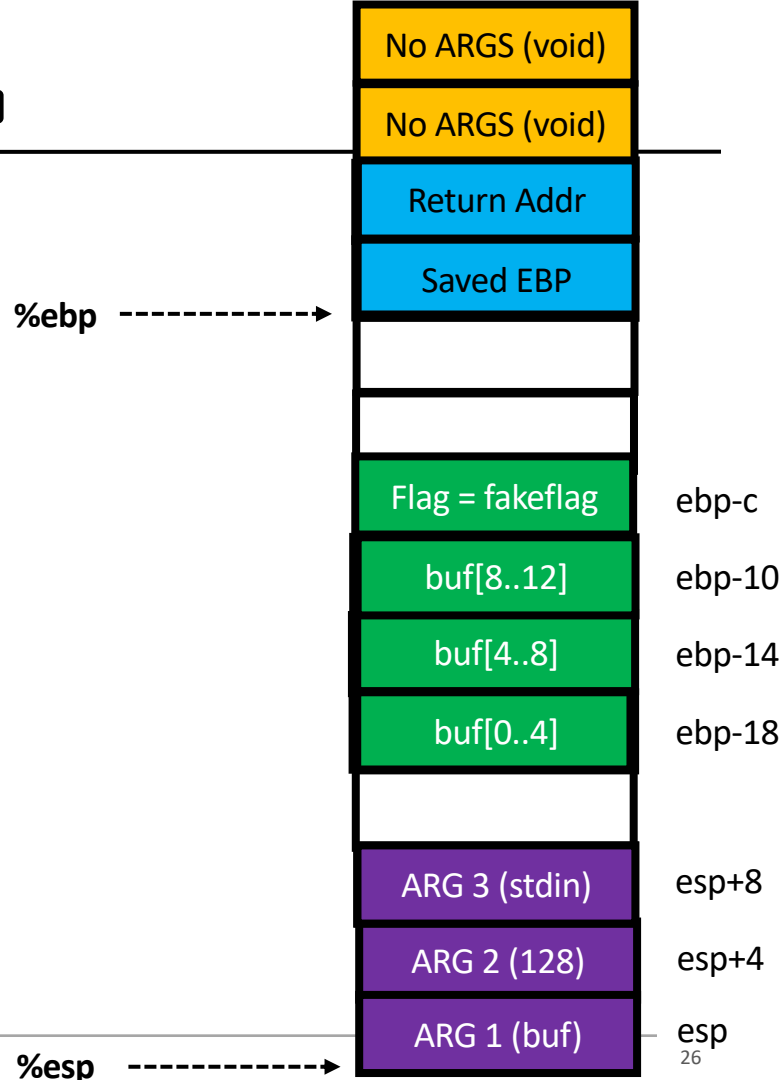 No ARGS (void)
No ARGS (void)
Return Addr
Saved EBP
%ebp
Flag = fakeflag ebp-c
buf[8..12] ebp-10
buf[4..8] ebp-14
buf[0..4] ebp-18
ARG 3 (stdin) esp+8
ARG 2 (128) esp+4
ARG 1 (buf) esp
26
%esp